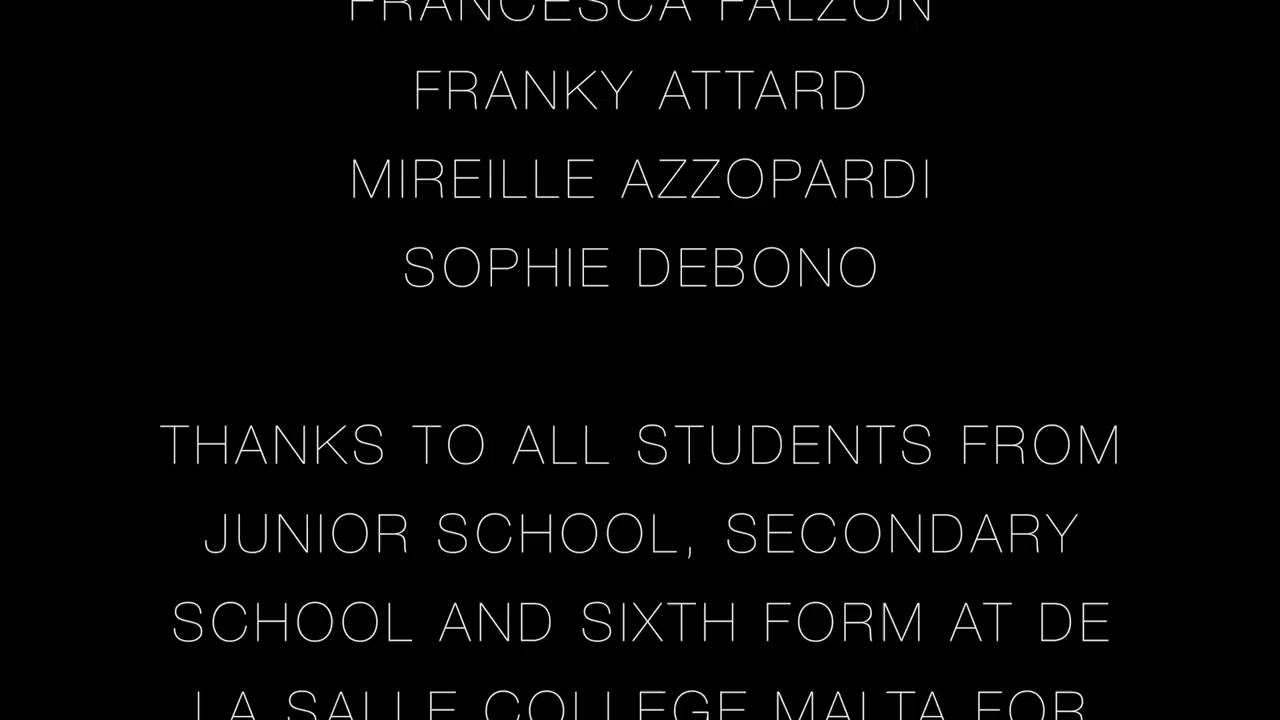 FRANCESCA FALZON
FRANKY ATTARD
MIREILLE AZZOPARDI
SOPHIE DEBONO
THANKS TO ALL STUDENTS FROM
JUNIOR SCHOOL, SECONDARY
SCHOOL AND SIXTH FORM AT DE
LA SALLE COLLEGE MALTA FOR